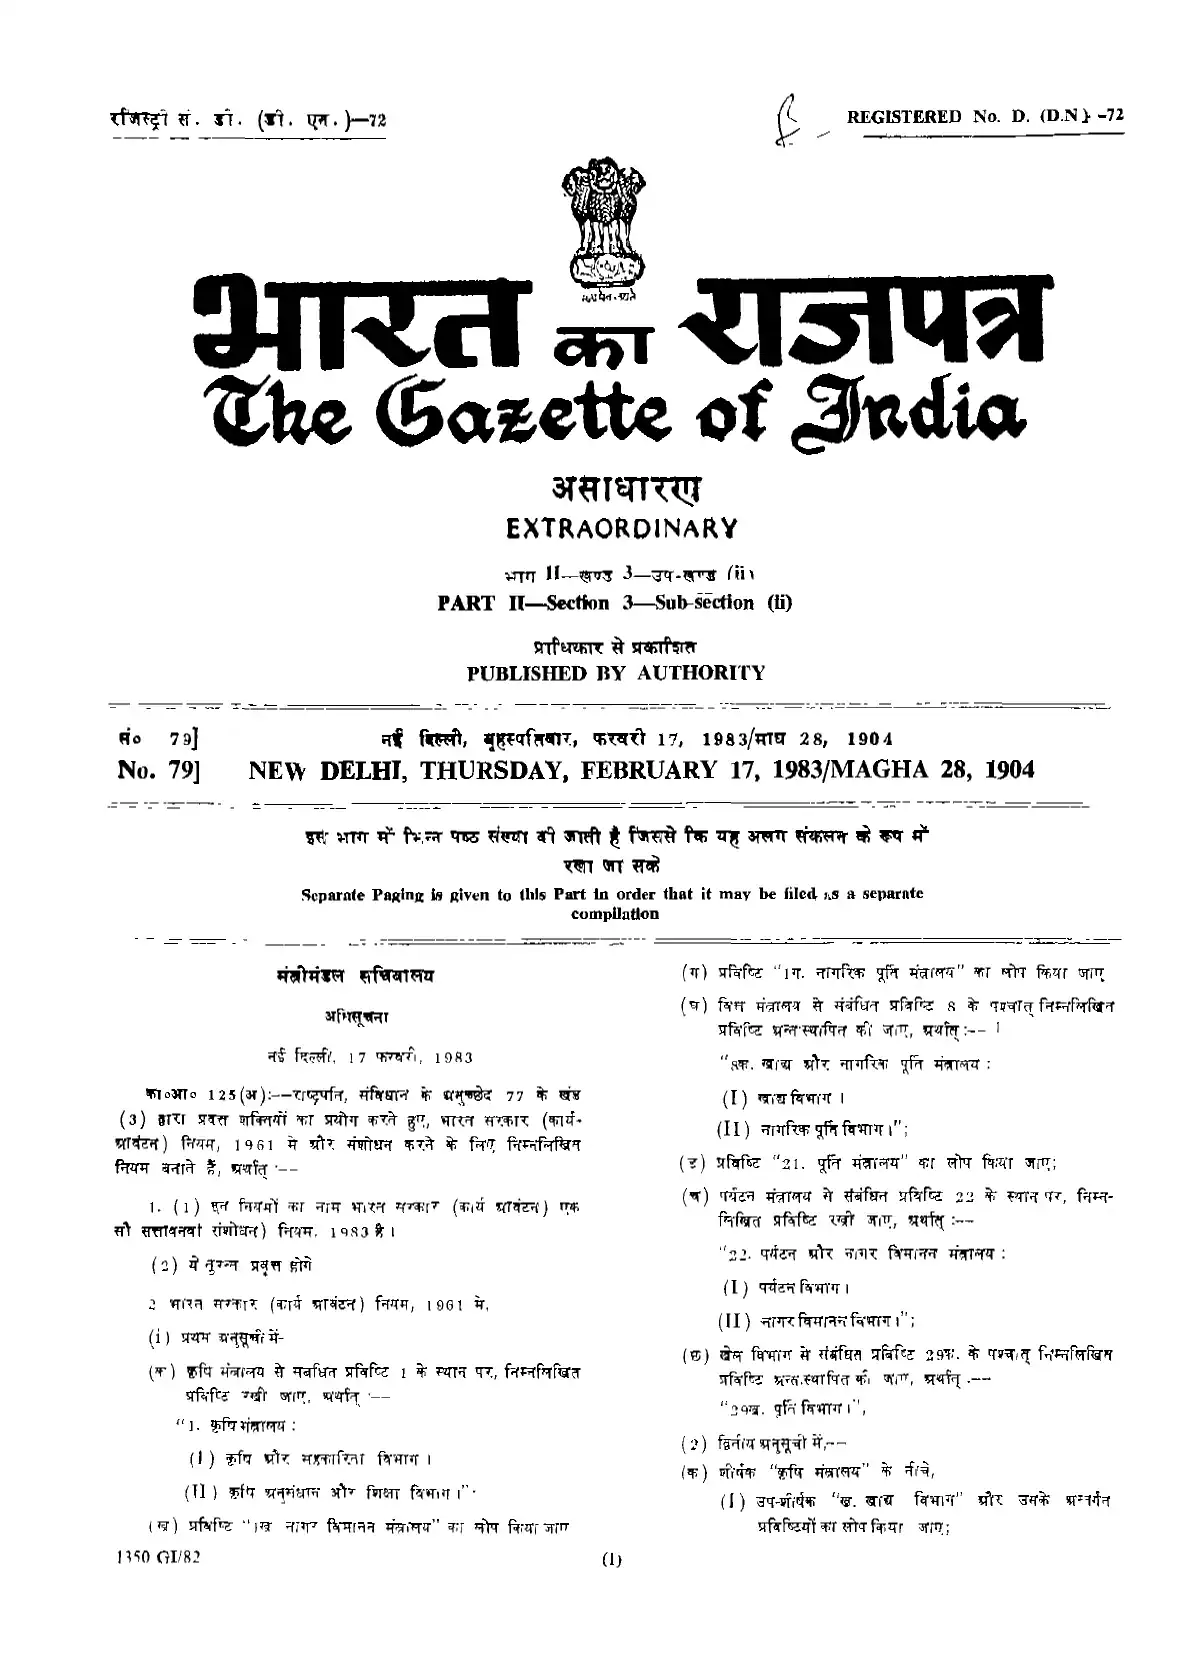 रजिस्ट्री सं. डी. (डी. एन.)—72
REGISTERED No. D. (D.N)--72
सत्यमेव जयते
भारत का राजपत्र
The Gazette of India
असाधारण
EXTRAORDINARY
भाग II—खण्ड 3—उप-खण्ड (ii)
PART II—Section 3—Sub-section (ii)
प्राधिकार से प्रकाशित
PUBLISHED BY AUTHORITY
सं० 79]
नई दिल्ली, बृहस्पतिवार, फरवरी 17, 1983/माघ 28, 1904
No. 79]
NEW DELHI, THURSDAY, FEBRUARY 17, 1983/MAGHA 28, 1904
इस भाग में भिन्न पृष्ठ संख्या दी जाती है जिससे कि यह अलग संकलन के रूप में
रखा जा सके
Separate Paging is given to this Part in order that it may be filed as a separate
compilation
मंत्रीमंडल सचिवालय
अधिसूचना
नई दिल्ली, 17 फरवरी, 1983
का०आ० 125(अ):--राष्ट्रपति, संविधान के अनुच्छेद 77 के खंड
(3) द्वारा प्रदत्त शक्तियों का प्रयोग करते हुए, भारत सरकार (कार्य-
आबंटन) नियम, 1961 में और संशोधन करने के लिए निम्नलिखित
नियम बनाते हैं, अर्थात् :--
1. (1) इन नियमों का नाम भारत सरकार (कार्य आबंटन) एक
सौ सत्तावनवां संशोधन) नियम, 1983 है।
(2) ये तुरन्त प्रवृत्त होंगे
2 भारत सरकार (कार्य आबंटन) नियम, 1961 में,
(i) प्रथम अनुसूची में-
(क) कृषि मंत्रालय से संबंधित प्रविष्टि 1 के स्थान पर, निम्नलिखित
प्रविष्टि रखी जाए, अर्थात् :--
"1. कृषि मंत्रालय :
(I) कृषि और सहकारिता विभाग ।
(II) कृषि अनुसंधान और शिक्षा विभाग ।"
(ख) प्रविष्टि "1ख नागर विमानन मंत्रालय" का लोप किया जाए
1350 GI/82
(1)
(ग) प्रविष्टि "1ग. नागरिक पूर्ति मंत्रालय" का लोप किया जाए
(घ) वित्त मंत्रालय से संबंधित प्रविष्टि 8 के पश्चात् निम्नलिखित
प्रविष्टि अन्तःस्थापित की जाए, अर्थात् :--
"8क. खाद्य और नागरिक पूर्ति मंत्रालय :
(I) खाद्य विभाग ।
(II) नागरिक पूर्ति विभाग ।";
(ङ) प्रविष्टि "21. पूर्ति मंत्रालय" का लोप किया जाए;
(च) पर्यटन मंत्रालय से संबंधित प्रविष्टि 22 के स्थान पर, निम्न-
लिखित प्रविष्टि रखी जाए, अर्थात् :--
"22. पर्यटन और नागर विमानन मंत्रालय :
(I) पर्यटन विभाग ।
(II) नागर विमानन विभाग ।";
(छ) खेल विभाग से संबंधित प्रविष्टि 29क. के पश्चात् निम्नलिखित
प्रविष्टि अन्तःस्थापित की जाए, अर्थात् .--
"29ख. पूर्ति विभाग ।",
(2) द्वितीय अनुसूची में,--
(क) शीर्षक "कृषि मंत्रालय" के नीचे,
(I) उप-शीर्षक "ख. खाद्य विभाग" और उसके अन्तर्गत
प्रविष्टियों का लोप किया जाए;